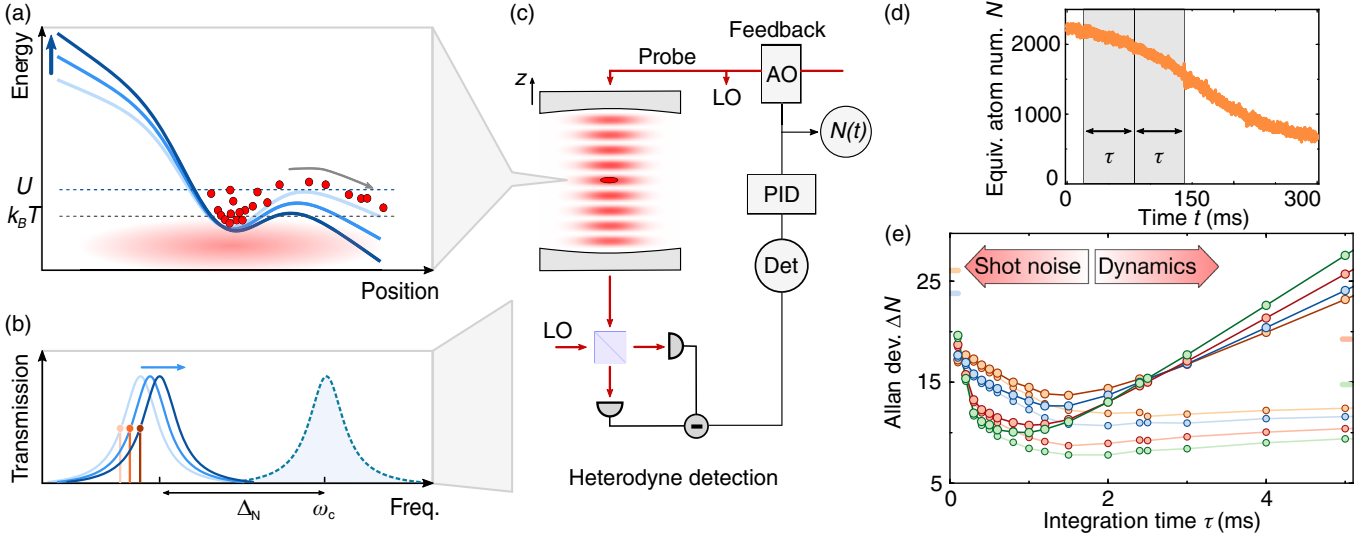 (a)
Energy
U
k_BT
Position
(b)
Transmission
Δ_N
ω_c
Freq.
(c)
Feedback
Probe
AO
z
LO
N(t)
PID
Det
LO
Heterodyne detection
(d)
Equiv. atom num. N
2000
1000
0
τ
τ
0
150
300
Time t (ms)
(e)
Shot noise
Dynamics
Allan dev. ΔN
25
15
5
0
2
4
Integration time τ (ms)